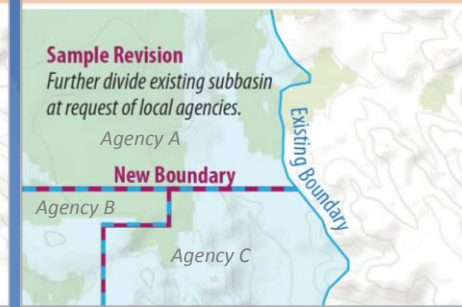 Sample Revision
Further divide existing subbasin
at request of local agencies.
Agency A
New Boundary
Existing Boundary
Agency B
Agency C